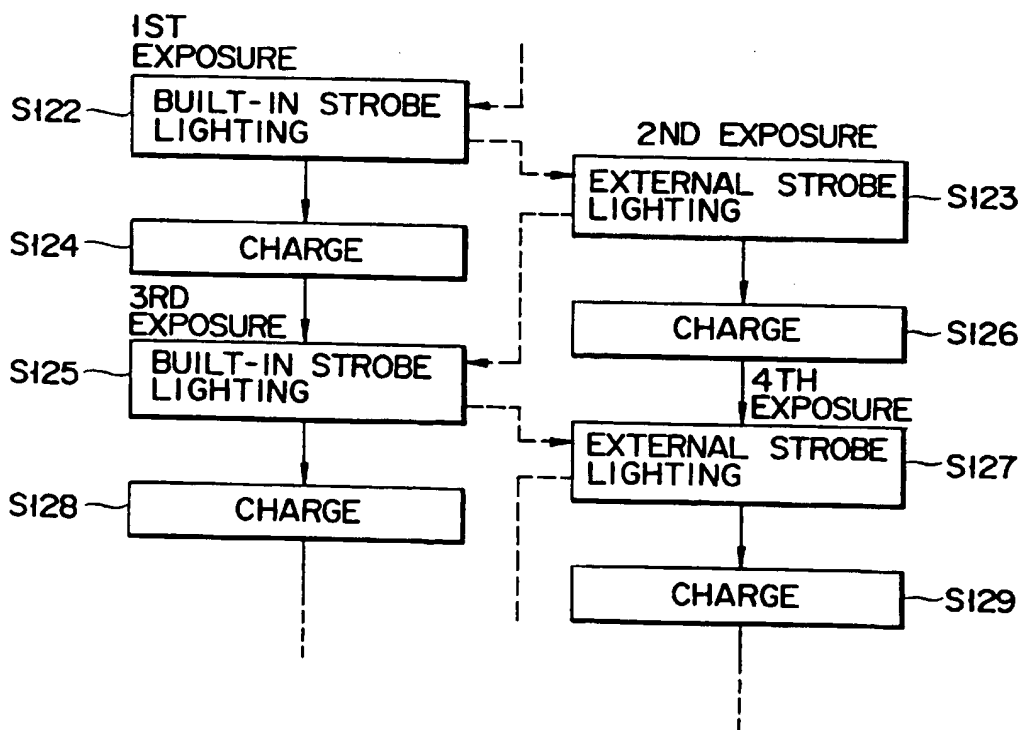 1ST
EXPOSURE
S122
BUILT-IN STROBE
LIGHTING
2ND EXPOSURE
EXTERNAL STROBE
LIGHTING
S123
S124
CHARGE
3RD
EXPOSURE
S125
BUILT-IN STROBE
LIGHTING
CHARGE
S126
4TH
EXPOSURE
EXTERNAL STROBE
LIGHTING
S127
S128
CHARGE
CHARGE
S129